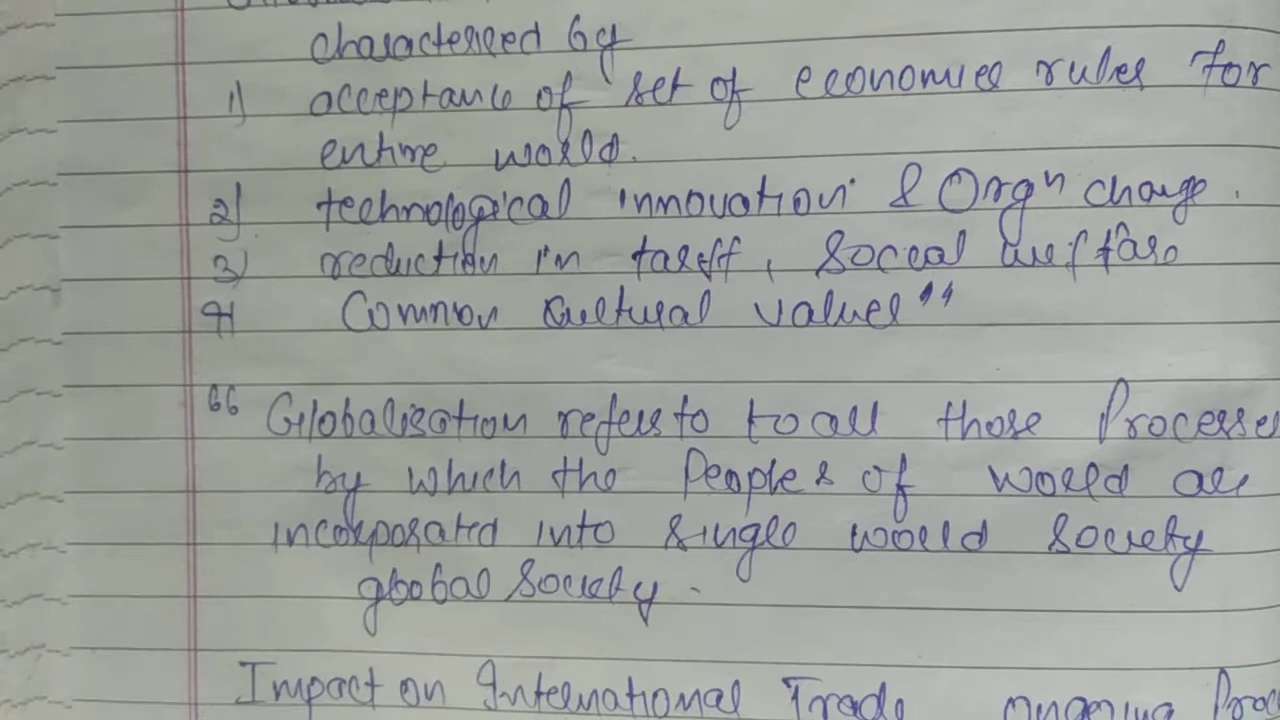 characterized by
1) acceptance of set of economies rules for
entire world.
2) technological innovation & Orgn change.
3) reduction in tariff, Social welfare
4) Common Cultural values"
" Globalisation refers to to all those Processes
by which the Peoples of world are
incorporated into single world society
global society.
Impact on International Trade ongoing